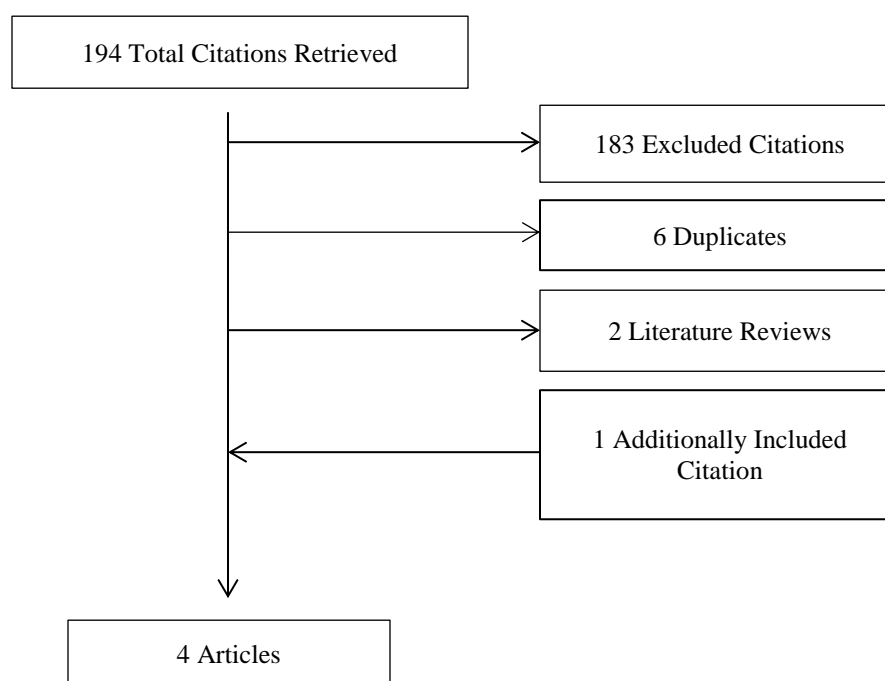 194 Total Citations Retrieved
183 Excluded Citations
6 Duplicates
2 Literature Reviews
1 Additionally Included
Citation
4 Articles